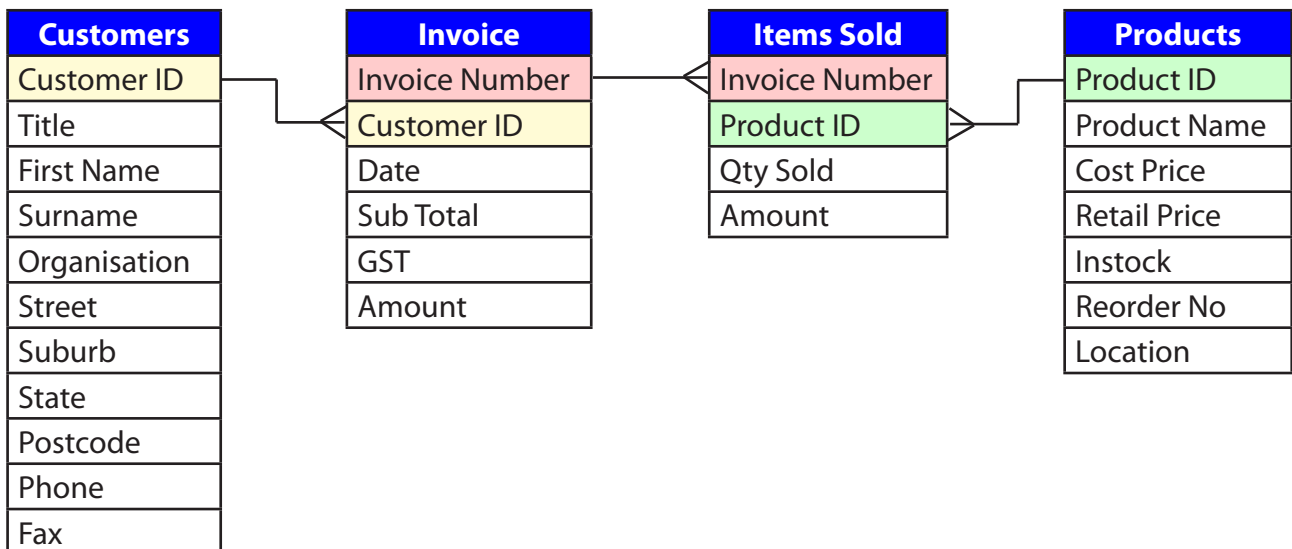 Customers
Customer ID
Title
First Name
Surname
Organisation
Street
Suburb
State
Postcode
Phone
Fax
Invoice
Invoice Number
Customer ID
Date
Sub Total
GST
Amount
Items Sold
Invoice Number
Product ID
Qty Sold
Amount
Products
Product ID
Product Name
Cost Price
Retail Price
Instock
Reorder No
Location